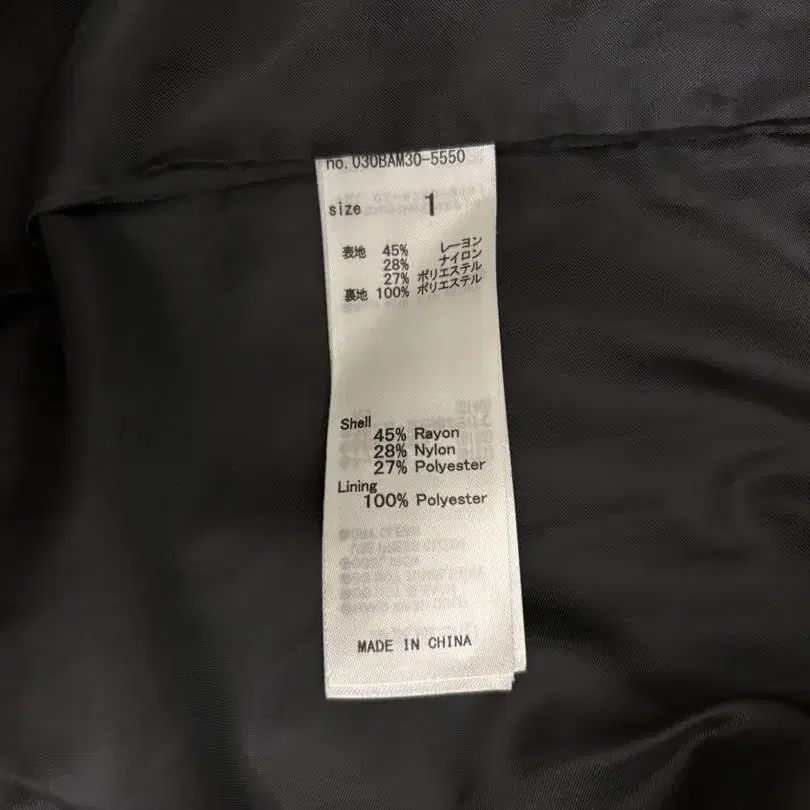 no. 030BAM30-5550
size 1
表地 45% レーヨン
28% ナイロン
27% ポリエステル
裏地 100% ポリエステル
Shell
45% Rayon
28% Nylon
27% Polyester
Lining
100% Polyester
MADE IN CHINA